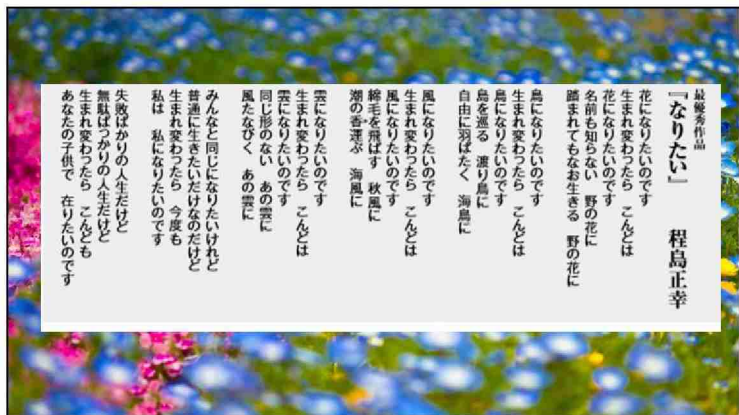 最優秀作品
『なりたい』　程島正幸
花になりたいのです
生まれ変わったら　こんどは
花になりたいのです
名前も知らない　野の花に
踏まれてもなお生きる　野の花に
鳥になりたいのです
生まれ変わったら　こんどは
鳥になりたいのです
島を巡る　渡り鳥に
自由に羽ばたく　海鳥に
風になりたいのです
生まれ変わったら　こんどは
風になりたいのです
綿毛を飛ばす　秋風に
潮の香運ぶ　海風に
雲になりたいのです
生まれ変わったら　こんどは
雲になりたいのです
同じ形のない　あの雲に
風たなびく　あの雲に
みんなと同じになりたいけれど
普通に生きたいだけなのだけど
生まれ変わったら　今度も
私は　私になりたいのです
失敗ばかりの人生だけど
無駄ばっかりの人生だけど
生まれ変わったら　こんども
あなたの子供で　在りたいのです